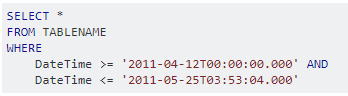 SELECT *
FROM TABLENAME
WHERE
    DateTime >= '2011-04-12T00:00:00.000' AND
    DateTime <= '2011-05-25T03:53:04.000'